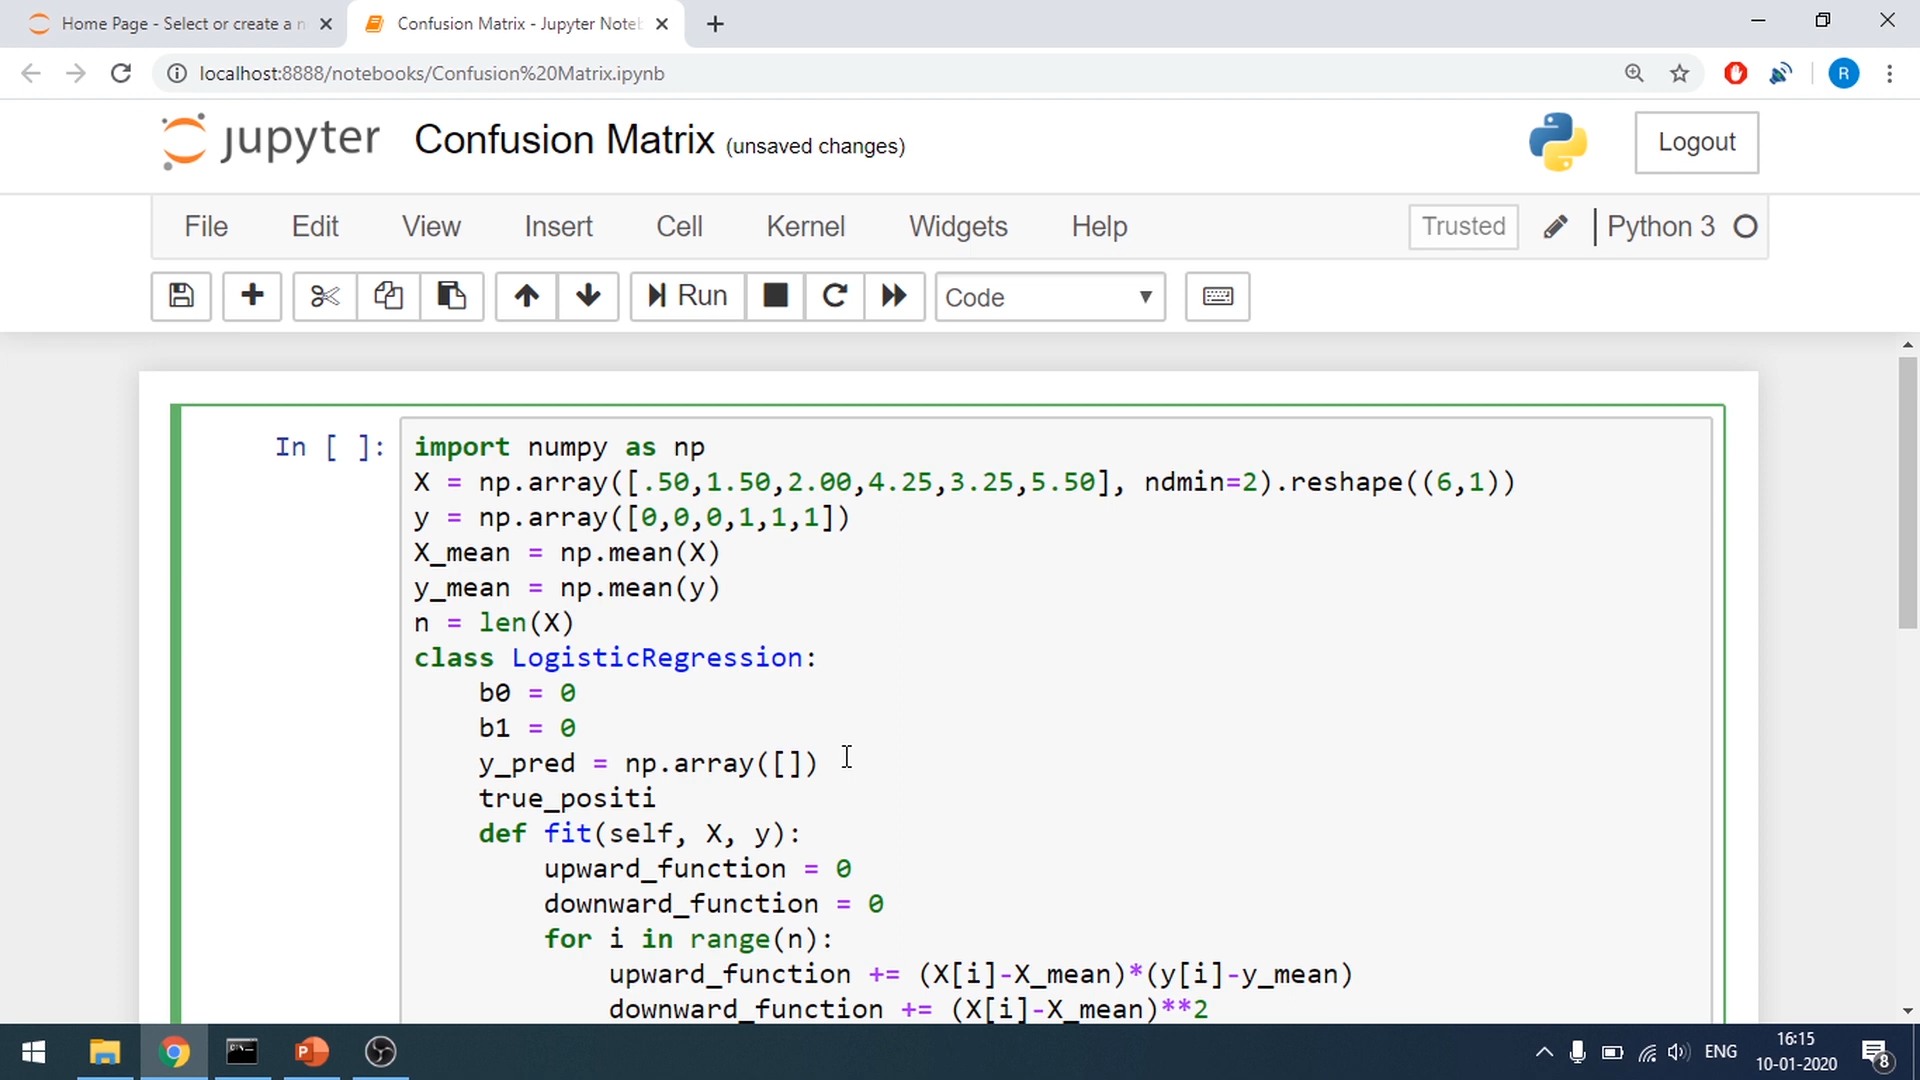 Home Page - Select or create a n
Confusion Matrix - Jupyter Noteb
localhost:8888/notebooks/Confusion%20Matrix.ipynb
R
jupyter Confusion Matrix (unsaved changes)
Logout
File Edit View Insert Cell Kernel Widgets Help
Trusted
Python 3
Run
Code
In [ ]:
import numpy as np
X = np.array([.50,1.50,2.00,4.25,3.25,5.50], ndmin=2).reshape((6,1))
y = np.array([0,0,0,1,1,1])
X_mean = np.mean(X)
y_mean = np.mean(y)
n = len(X)
class LogisticRegression:
b0 = 0
b1 = 0
y_pred = np.array([])
true_positi
def fit(self, X, y):
upward_function = 0
downward_function = 0
for i in range(n):
upward_function += (X[i]-X_mean)*(y[i]-y_mean)
downward_function += (X[i]-X_mean)**2
P
ENG
16:15
10-01-2020
8